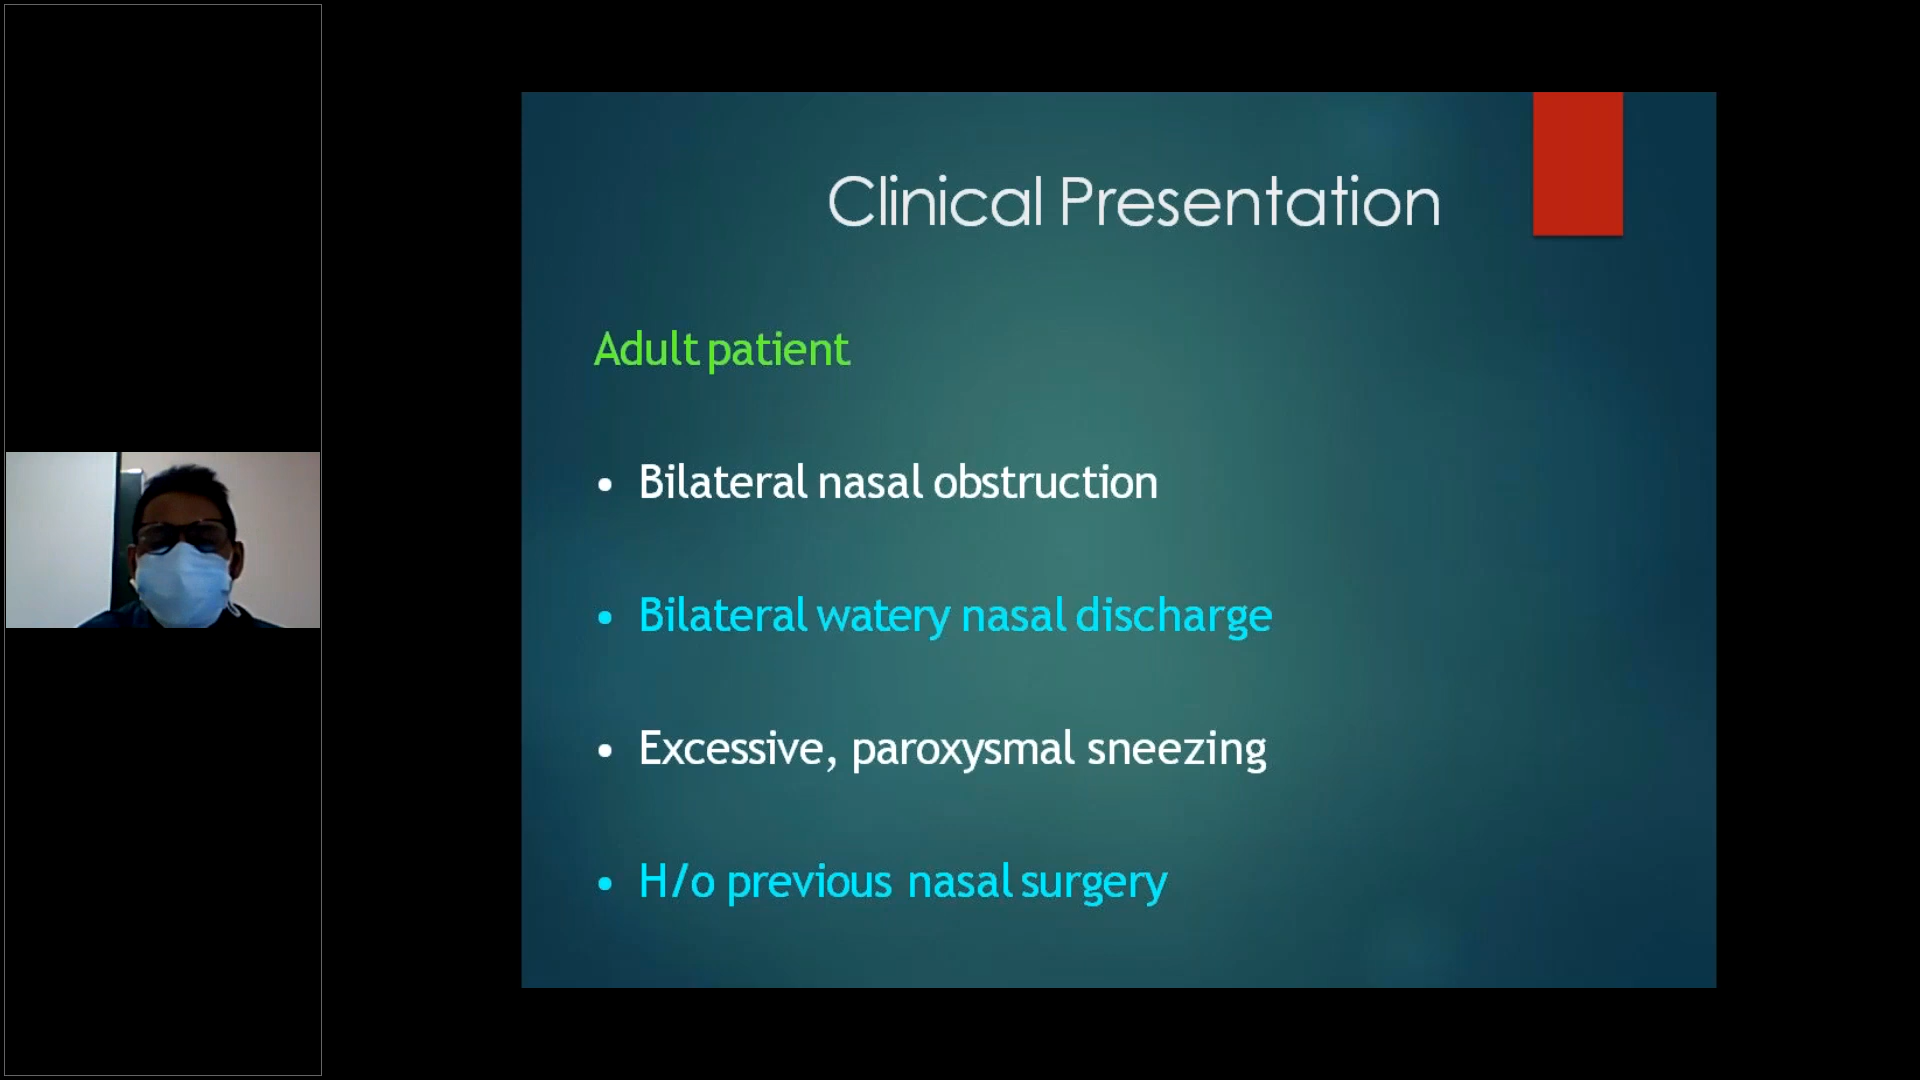 Clinical Presentation
Adult patient
• Bilateral nasal obstruction
• Bilateral watery nasal discharge
• Excessive, paroxysmal sneezing
• H/o previous nasal surgery